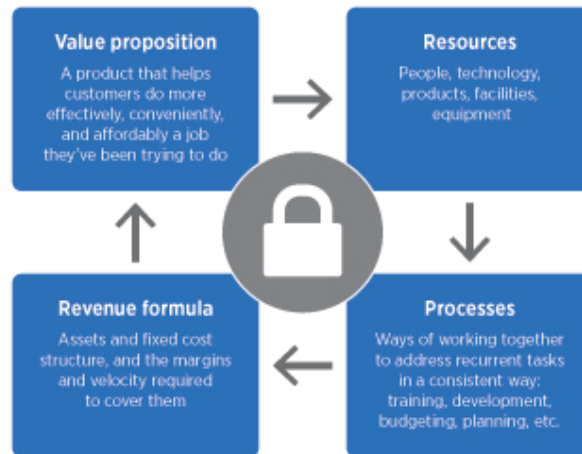 Value proposition
A product that helps
customers do more
effectively, conveniently,
and affordably a job
they've been trying to do
Resources
People, technology,
products, facilities,
equipment
Revenue formula
Assets and fixed cost
structure, and the margins
and velocity required
to cover them
Processes
Ways of working together
to address recurrent tasks
in a consistent way:
training, development,
budgeting, planning, etc.